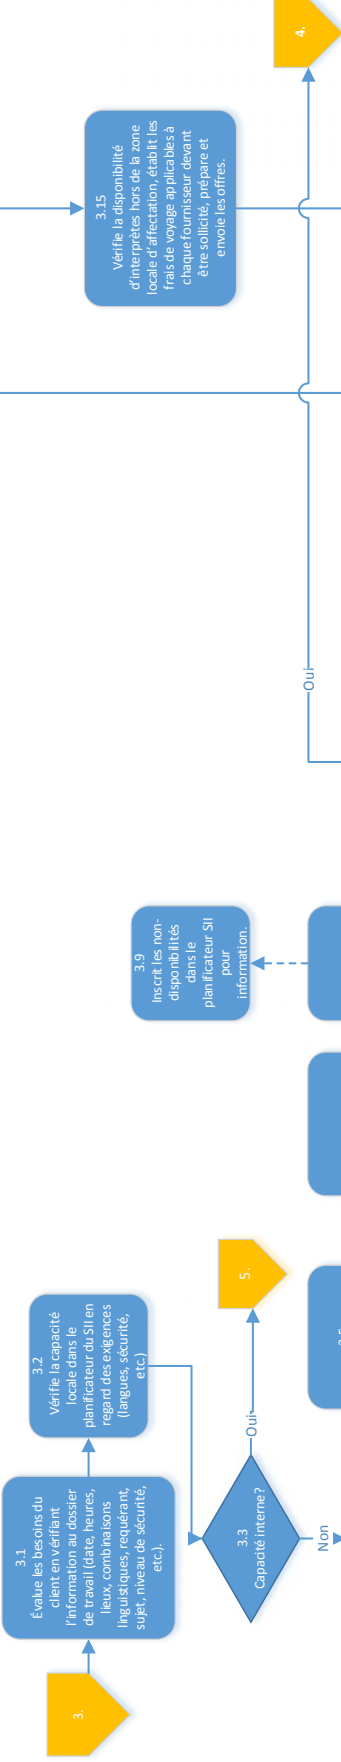 3.
3.1
Évalue les besoins du
client en vérifiant
l'information au dossier
de travail (date, heures,
lieux, combinaisons
linguistiques, requérant,
sujet, niveau de sécurité,
etc.).
3.2
Vérifie la capacité
locale dans le
planificateur du SII en
regard des exigences
(langues, sécurité,
etc.)
3.3
Capacité interne?
Oui
Non
5.
3.9
Inscrit les non-
disponibilités
dans le
planificateur SII
pour
information.
Oui
3.15
Vérifie la disponibilité
d'interprètes hors de la zone
locale d'affectation, établit les
frais de voyage applicables à
chaque fournisseur devant
être sollicité, prépare et
envoie les offres.
4.